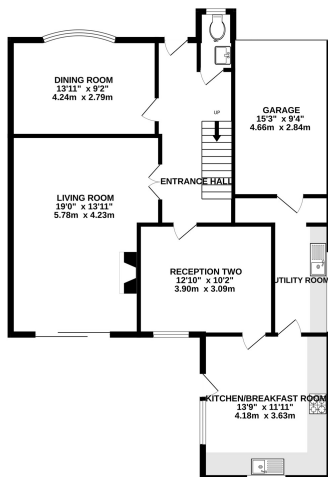 DINING ROOM
13'11" x 9'2"
4.24m x 2.79m
GARAGE
15'3" x 9'4"
4.66m x 2.84m
UP
ENTRANCE HALL
LIVING ROOM
19'0" x 13'11"
5.78m x 4.23m
RECEPTION TWO
12'10" x 10'2"
3.90m x 3.09m
UTILITY ROOM
KITCHEN/BREAKFAST ROOM
13'9" x 11'11"
4.18m x 3.63m